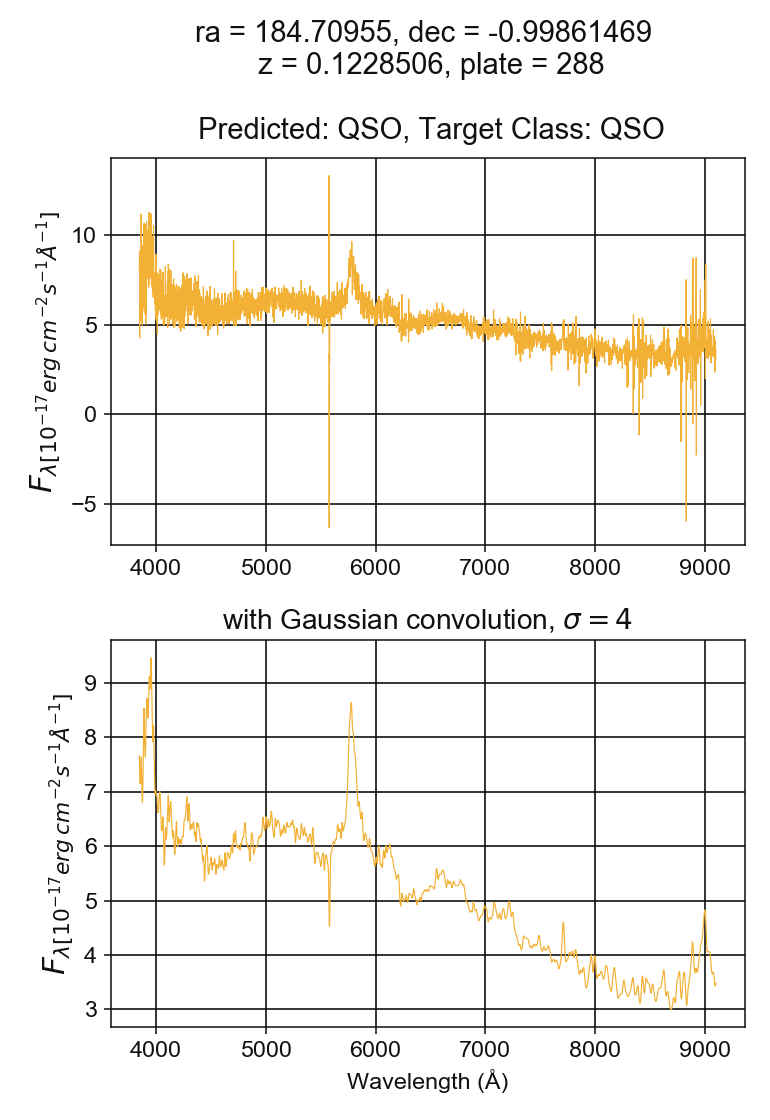 ra = 184.70955, dec = -0.99861469
z = 0.1228506, plate = 288
Predicted: QSO, Target Class: QSO
F_λ[10^{-17} erg cm^{-2} s^{-1} Å^{-1}]
10
5
0
−5
4000 5000 6000 7000 8000 9000
with Gaussian convolution, σ = 4
F_λ[10^{-17} erg cm^{-2} s^{-1} Å^{-1}]
9
8
7
6
5
4
3
4000 5000 6000 7000 8000 9000
Wavelength (Å)